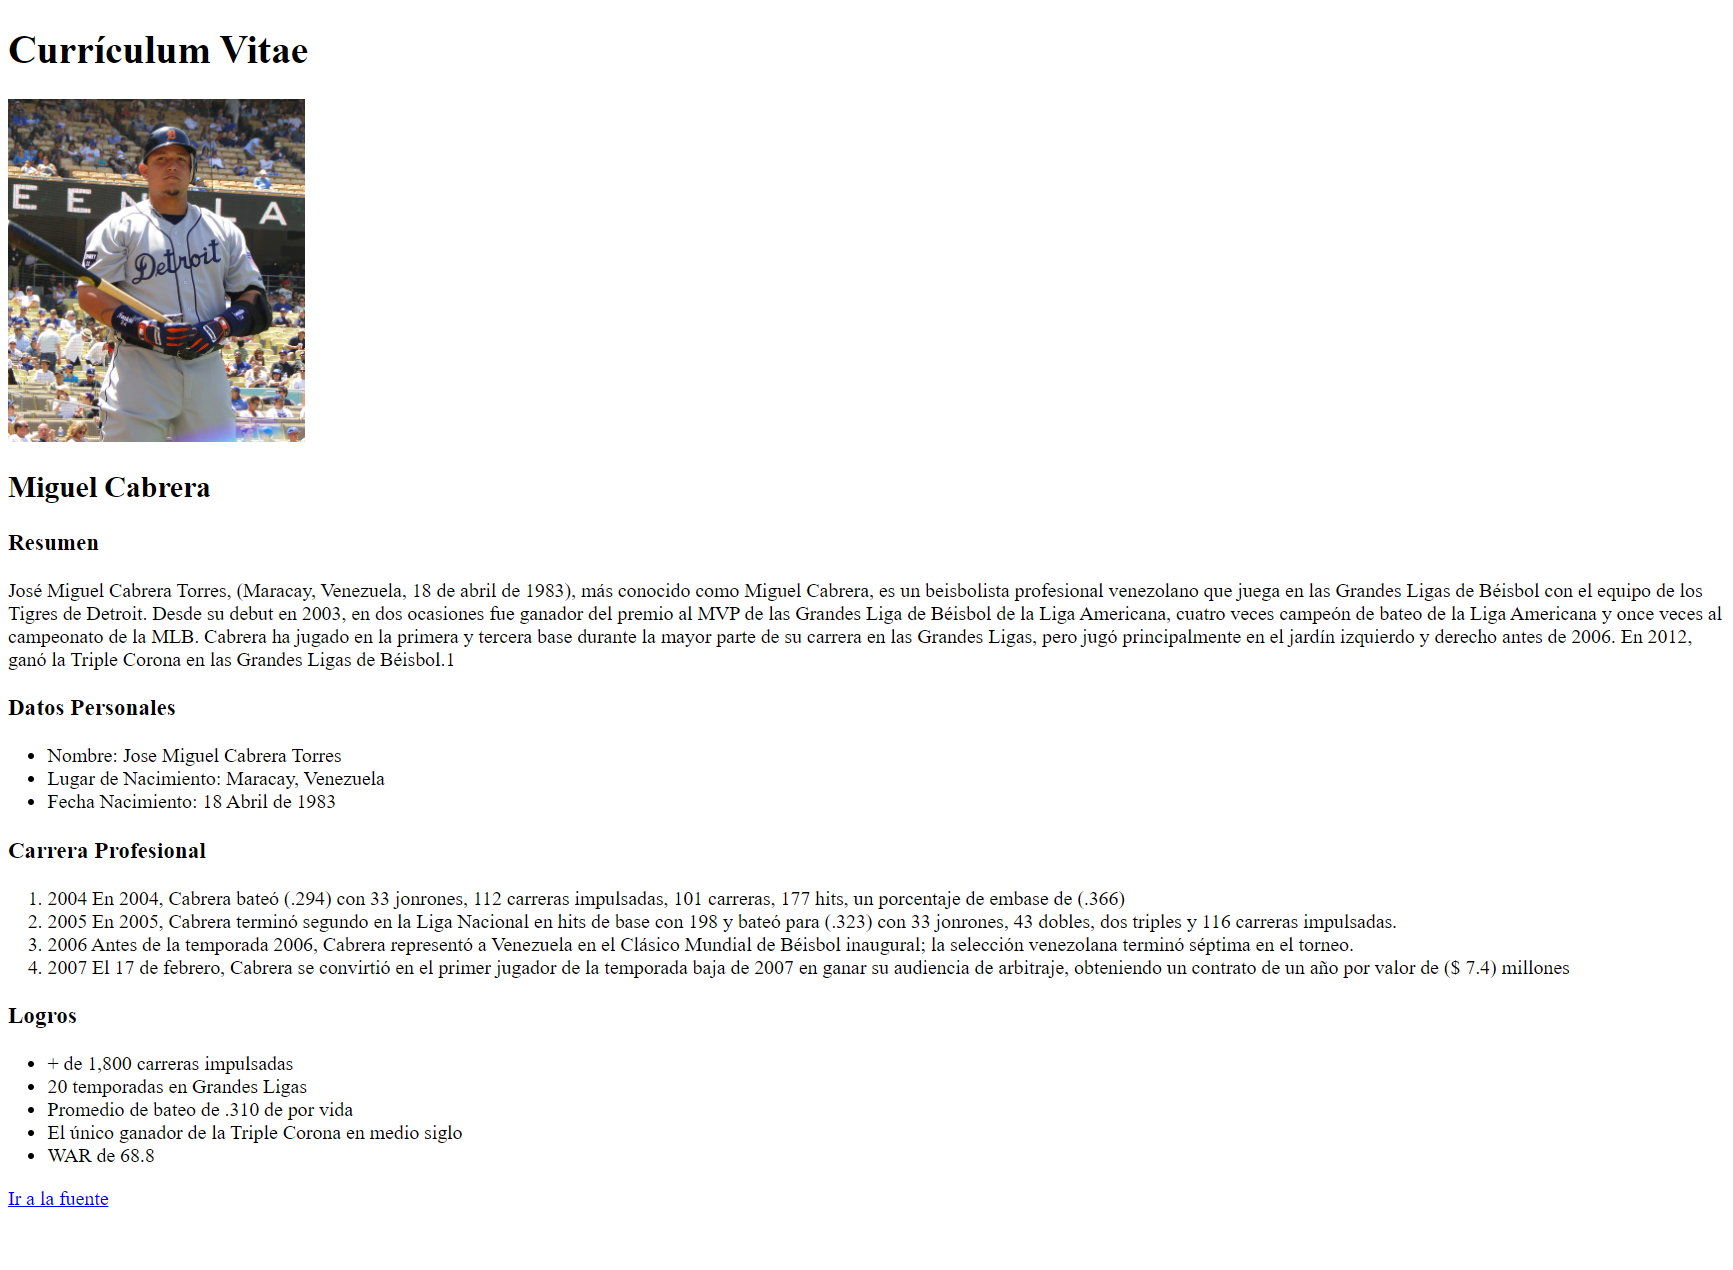 Currículum Vitae
E E N L A
Detroit
Miguel Cabrera
Resumen
José Miguel Cabrera Torres, (Maracay, Venezuela, 18 de abril de 1983), más conocido como Miguel Cabrera, es un beisbolista profesional venezolano que juega en las Grandes Ligas de Béisbol con el equipo de los
Tigres de Detroit. Desde su debut en 2003, en dos ocasiones fue ganador del premio al MVP de las Grandes Liga de Béisbol de la Liga Americana, cuatro veces campeón de bateo de la Liga Americana y once veces al
campeonato de la MLB. Cabrera ha jugado en la primera y tercera base durante la mayor parte de su carrera en las Grandes Ligas, pero jugó principalmente en el jardín izquierdo y derecho antes de 2006. En 2012,
ganó la Triple Corona en las Grandes Ligas de Béisbol.1
Datos Personales
• Nombre: Jose Miguel Cabrera Torres
• Lugar de Nacimiento: Maracay, Venezuela
• Fecha Nacimiento: 18 Abril de 1983
Carrera Profesional
1. 2004 En 2004, Cabrera bateó (.294) con 33 jonrones, 112 carreras impulsadas, 101 carreras, 177 hits, un porcentaje de embase de (.366)
2. 2005 En 2005, Cabrera terminó segundo en la Liga Nacional en hits de base con 198 y bateó para (.323) con 33 jonrones, 43 dobles, dos triples y 116 carreras impulsadas.
3. 2006 Antes de la temporada 2006, Cabrera representó a Venezuela en el Clásico Mundial de Béisbol inaugural; la selección venezolana terminó séptima en el torneo.
4. 2007 El 17 de febrero, Cabrera se convirtió en el primer jugador de la temporada baja de 2007 en ganar su audiencia de arbitraje, obteniendo un contrato de un año por valor de ($ 7.4) millones
Logros
• + de 1,800 carreras impulsadas
• 20 temporadas en Grandes Ligas
• Promedio de bateo de .310 de por vida
• El único ganador de la Triple Corona en medio siglo
• WAR de 68.8
Ir a la fuente